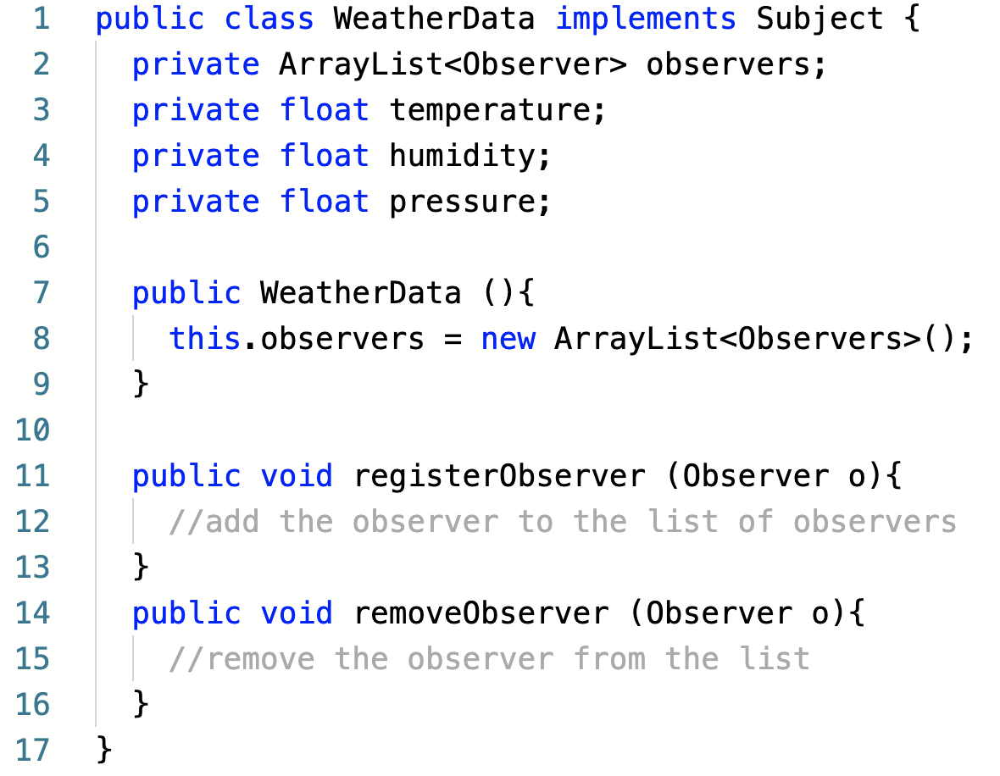 1 public class WeatherData implements Subject {
2 private ArrayList<Observer> observers;
3 private float temperature;
4 private float humidity;
5 private float pressure;
6
7 public WeatherData (){
8 this.observers = new ArrayList<Observers>();
9 }
10
11 public void registerObserver (Observer o){
12 //add the observer to the list of observers
13 }
14 public void removeObserver (Observer o){
15 //remove the observer from the list
16 }
17 }